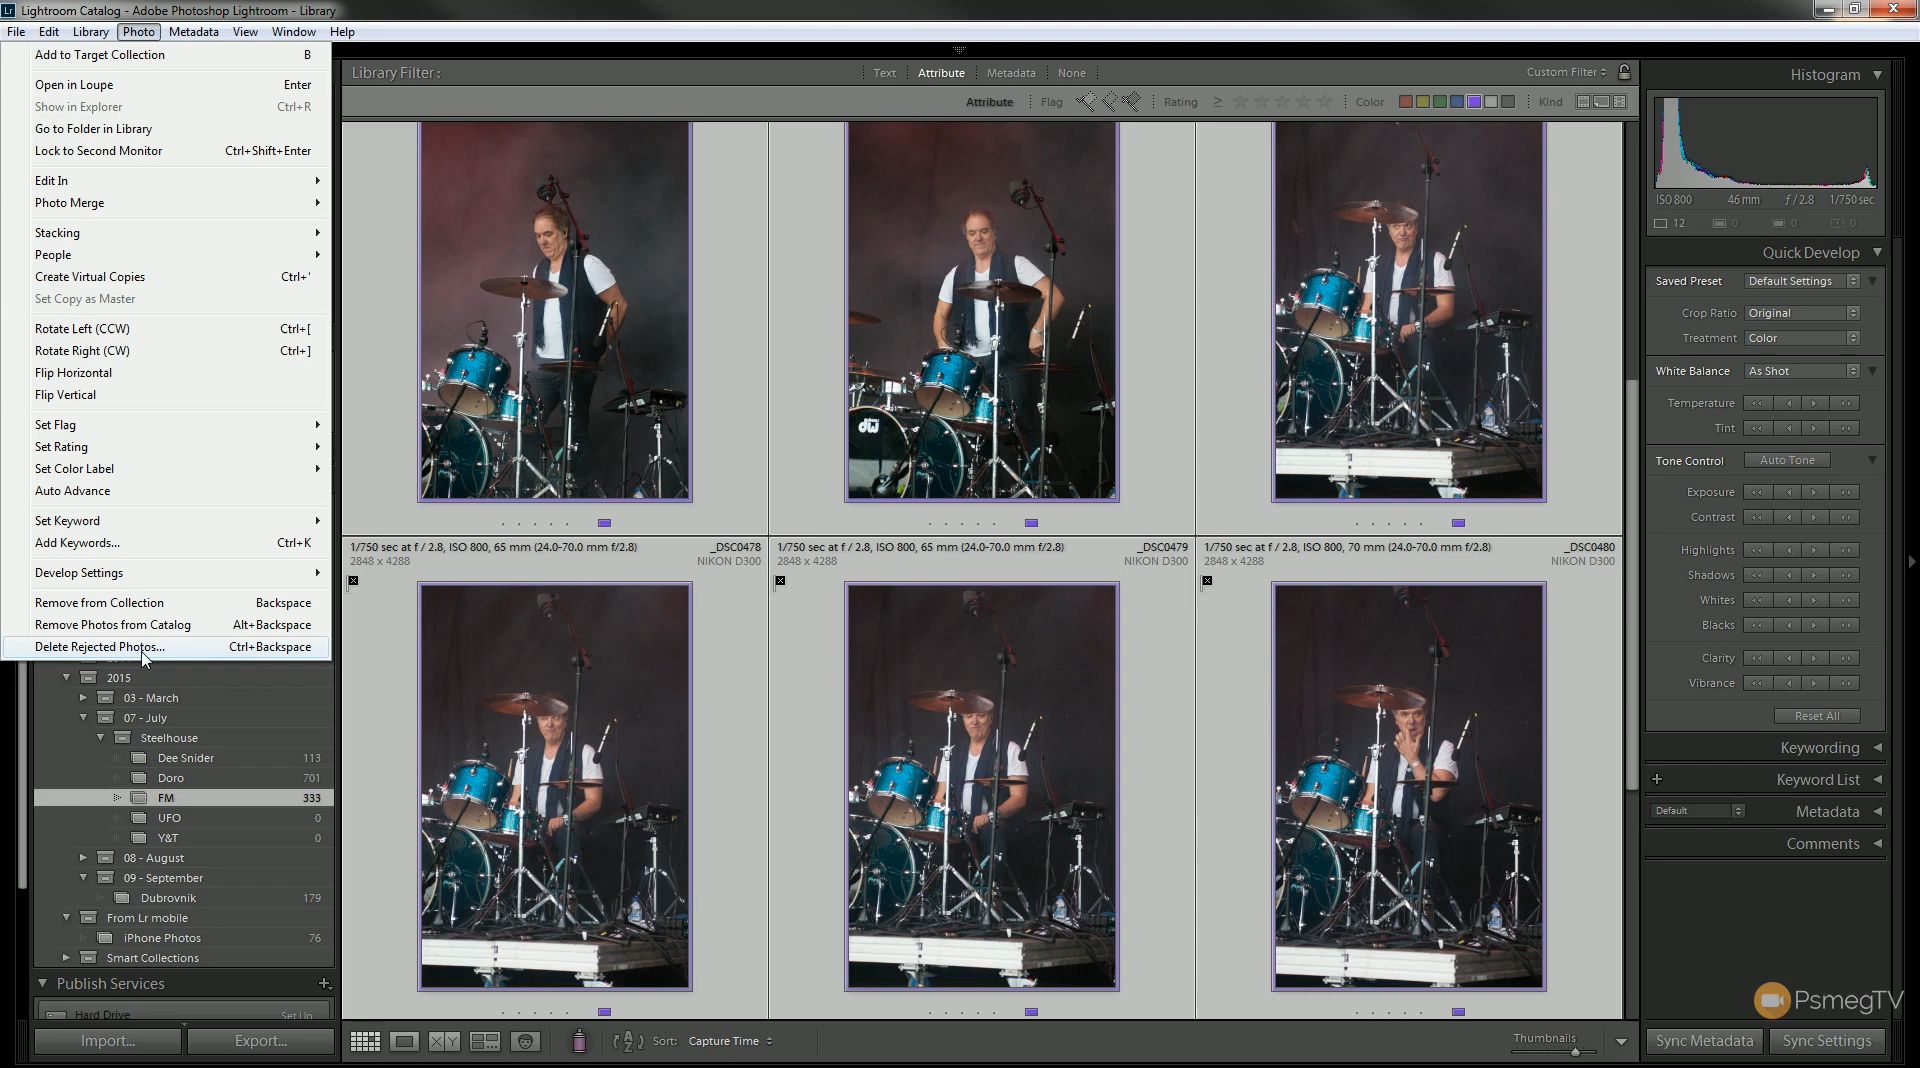 Lr Lightroom Catalog - Adobe Photoshop Lightroom - Library
File Edit Library Photo Metadata View Window Help
Add to Target Collection B
Open in Loupe Enter
Show in Explorer Ctrl+R
Go to Folder in Library
Lock to Second Monitor Ctrl+Shift+Enter
Edit In
Photo Merge
Stacking
People
Create Virtual Copies Ctrl+'
Set Copy as Master
Rotate Left (CCW) Ctrl+[
Rotate Right (CW) Ctrl+]
Flip Horizontal
Flip Vertical
Set Flag
Set Rating
Set Color Label
Auto Advance
Set Keyword
Add Keywords... Ctrl+K
Develop Settings
Remove from Collection Backspace
Remove Photos from Catalog Alt+Backspace
Delete Rejected Photos... Ctrl+Backspace
2015
03 - March
07 - July
Steelhouse
Dee Snider 113
Doro 701
FM 333
UFO 0
Y&T 0
08 - August
09 - September
Dubrovnik 179
From Lr mobile
iPhone Photos 76
Smart Collections
Publish Services
Hard Drive Set Up
Import... Export...
Library Filter : Text Attribute Metadata None Custom Filter
Attribute Flag Rating ≥ Color Kind
dw
1/750 sec at f / 2.8, ISO 800, 65 mm (24.0-70.0 mm f/2.8) _DSC0478
2848 x 4288 NIKON D300
1/750 sec at f / 2.8, ISO 800, 65 mm (24.0-70.0 mm f/2.8) _DSC0479
2848 x 4288 NIKON D300
1/750 sec at f / 2.8, ISO 800, 70 mm (24.0-70.0 mm f/2.8) _DSC0480
2848 x 4288 NIKON D300
XY
AZ Sort: Capture Time
Thumbnails
Histogram
ISO 800 46 mm f / 2.8 1/750 sec
12 0 0 0
Quick Develop
Saved Preset Default Settings
Crop Ratio Original
Treatment Color
White Balance As Shot
Temperature
Tint
Tone Control Auto Tone
Exposure
Contrast
Highlights
Shadows
Whites
Blacks
Clarity
Vibrance
Reset All
Keywording
+ Keyword List
Default Metadata
Comments
PsmegTV
Sync Metadata Sync Settings